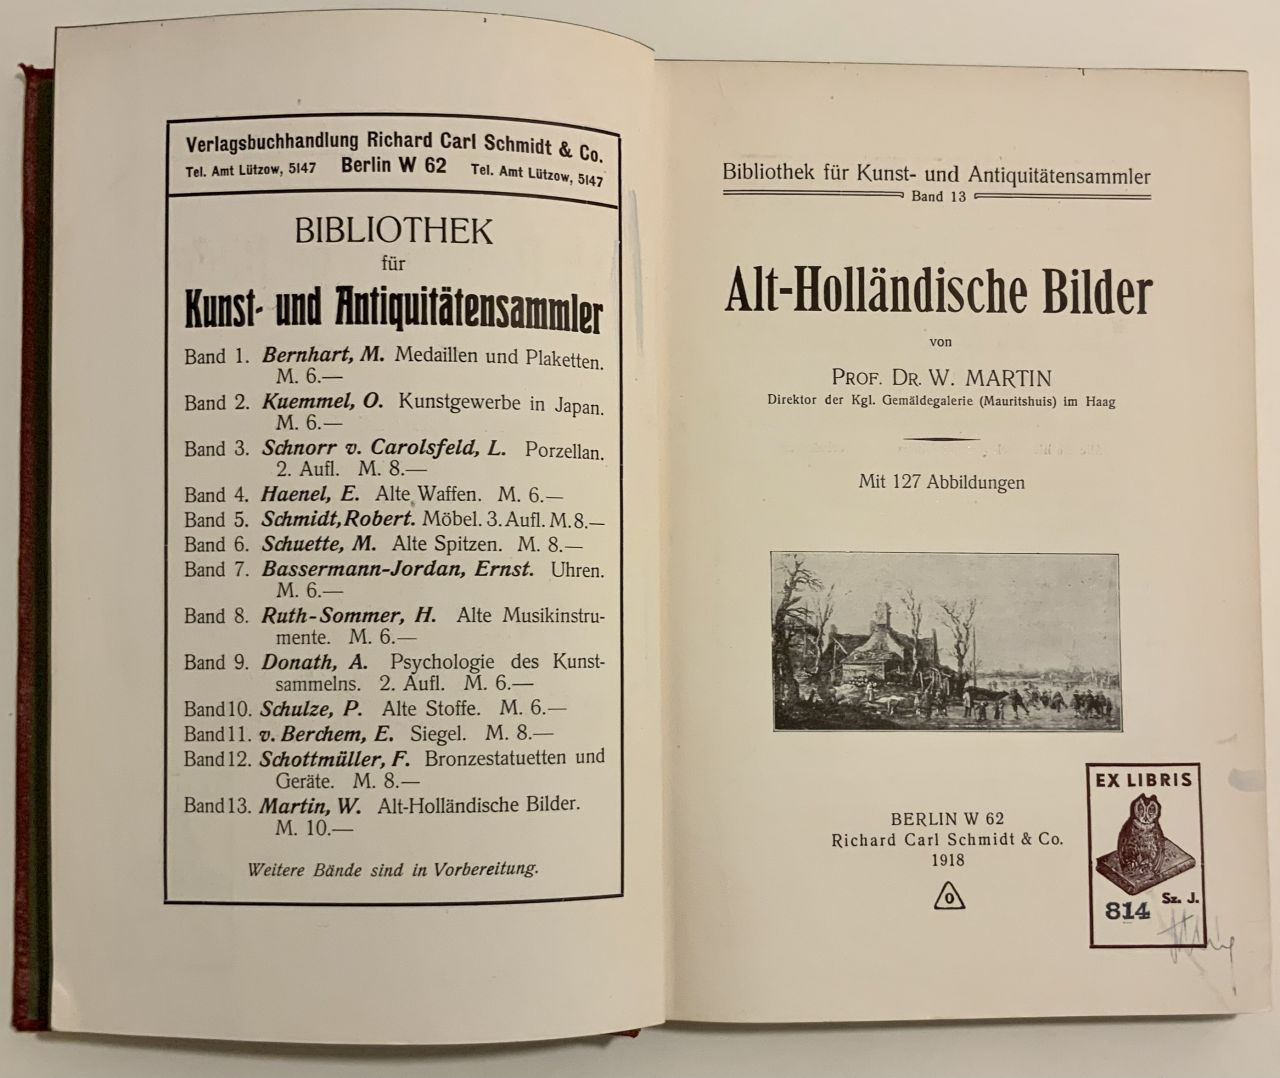 Verlagsbuchhandlung Richard Carl Schmidt & Co.
Tel. Amt Lützow, 5147 Berlin W 62 Tel. Amt Lützow, 5147
BIBLIOTHEK
für
Kunst- und Antiquitätensammler
Band 1. Bernhart, M. Medaillen und Plaketten.
M. 6.—
Band 2. Kuemmel, O. Kunstgewerbe in Japan.
M. 6.—
Band 3. Schnorr v. Carolsfeld, L. Porzellan.
2. Aufl. M. 8.—
Band 4. Haenel, E. Alte Waffen. M. 6.—
Band 5. Schmidt, Robert. Möbel. 3. Aufl. M. 8.—
Band 6. Schuette, M. Alte Spitzen. M. 8.—
Band 7. Bassermann-Jordan, Ernst. Uhren.
M. 6.—
Band 8. Ruth-Sommer, H. Alte Musikinstru-
mente. M. 6.—
Band 9. Donath, A. Psychologie des Kunst-
sammelns. 2. Aufl. M. 6.—
Band 10. Schulze, P. Alte Stoffe. M. 6.—
Band 11. v. Berchem, E. Siegel. M. 8.—
Band 12. Schottmüller, F. Bronzestatuetten und
Geräte. M. 8.—
Band 13. Martin, W. Alt-Holländische Bilder.
M. 10.—
Weitere Bände sind in Vorbereitung.
Bibliothek für Kunst- und Antiquitätensammler
Band 13
Alt-Holländische Bilder
von
PROF. DR. W. MARTIN
Direktor der Kgl. Gemäldegalerie (Mauritshuis) im Haag
Mit 127 Abbildungen
BERLIN W 62
Richard Carl Schmidt & Co.
1918
0
EX LIBRIS
Sz. J.
814